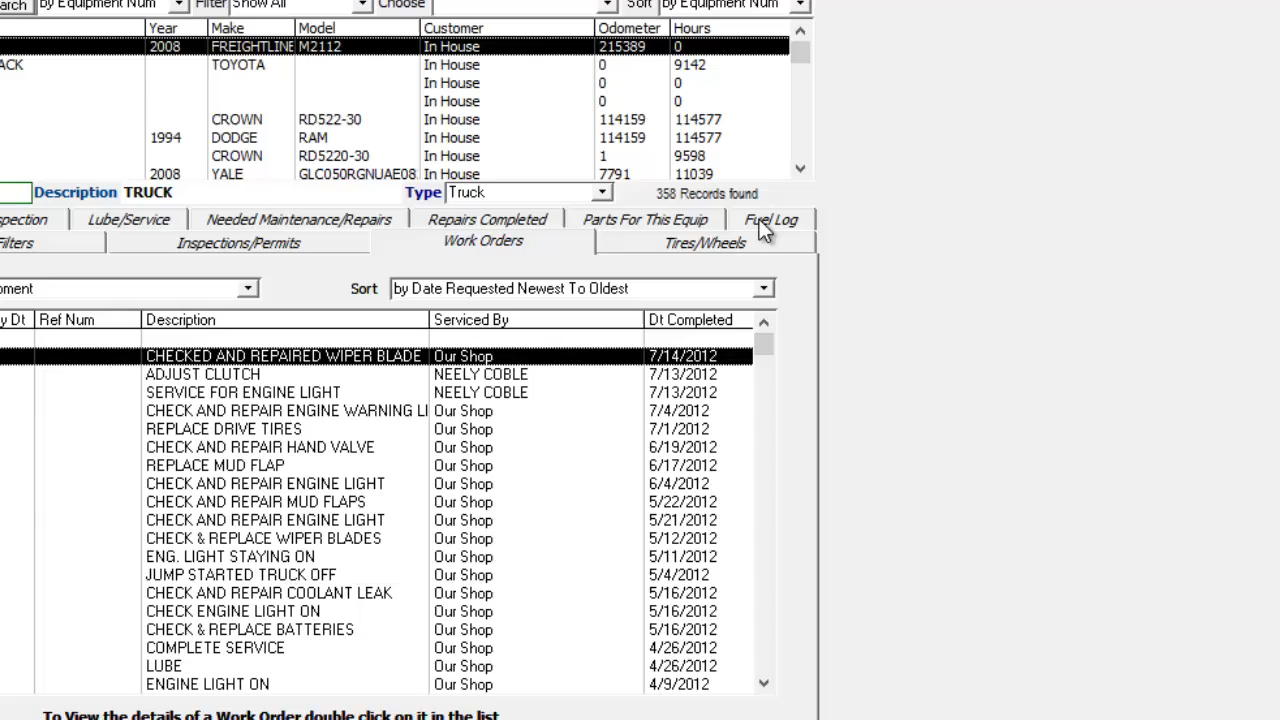 arch by Equipment Num Filter Show All Choose Sort by Equipment Num
Year Make Model Customer Odometer Hours
2008 FREIGHTLINE M2112 In House 215389 0
ACK TOYOTA In House 0 9142
In House 0 0
In House 0 0
CROWN RD522-30 In House 114159 114577
1994 DODGE RAM In House 114159 114577
CROWN RD5220-30 In House 1 9598
2008 YALE GLC050RGNUAE08 In House 7791 11039
Description TRUCK Type Truck 358 Records found
spection Lube/Service Needed Maintenance/Repairs Repairs Completed Parts For This Equip Fuel Log
Filters Inspections/Permits Work Orders Tires/Wheels
oment Sort by Date Requested Newest To Oldest
y Dt Ref Num Description Serviced By Dt Completed
CHECKED AND REPAIRED WIPER BLADE Our Shop 7/14/2012
ADJUST CLUTCH NEELY COBLE 7/13/2012
SERVICE FOR ENGINE LIGHT NEELY COBLE 7/13/2012
CHECK AND REPAIR ENGINE WARNING LI Our Shop 7/4/2012
REPLACE DRIVE TIRES Our Shop 7/1/2012
CHECK AND REPAIR HAND VALVE Our Shop 6/19/2012
REPLACE MUD FLAP Our Shop 6/17/2012
CHECK AND REPAIR ENGINE LIGHT Our Shop 6/4/2012
CHECK AND REPAIR MUD FLAPS Our Shop 5/22/2012
CHECK AND REPAIR ENGINE LIGHT Our Shop 5/21/2012
CHECK & REPLACE WIPER BLADES Our Shop 5/12/2012
ENG. LIGHT STAYING ON Our Shop 5/11/2012
JUMP STARTED TRUCK OFF Our Shop 5/4/2012
CHECK AND REPAIR COOLANT LEAK Our Shop 5/16/2012
CHECK ENGINE LIGHT ON Our Shop 5/16/2012
CHECK & REPLACE BATTERIES Our Shop 5/16/2012
COMPLETE SERVICE Our Shop 4/26/2012
LUBE Our Shop 4/26/2012
ENGINE LIGHT ON Our Shop 4/9/2012
To View the details of a Work Order double click on it in the list